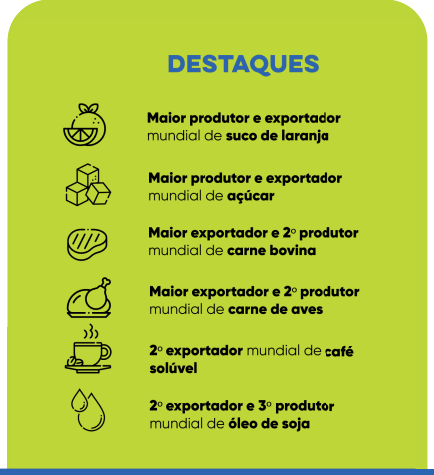 DESTAQUES
Maior produtor e exportador
mundial de suco de laranja
Maior produtor e exportador
mundial de açúcar
Maior exportador e 2º produtor
mundial de carne bovina
Maior exportador e 2º produtor
mundial de carne de aves
2º exportador mundial de café
solúvel
2º exportador e 3º produtor
mundial de óleo de soja